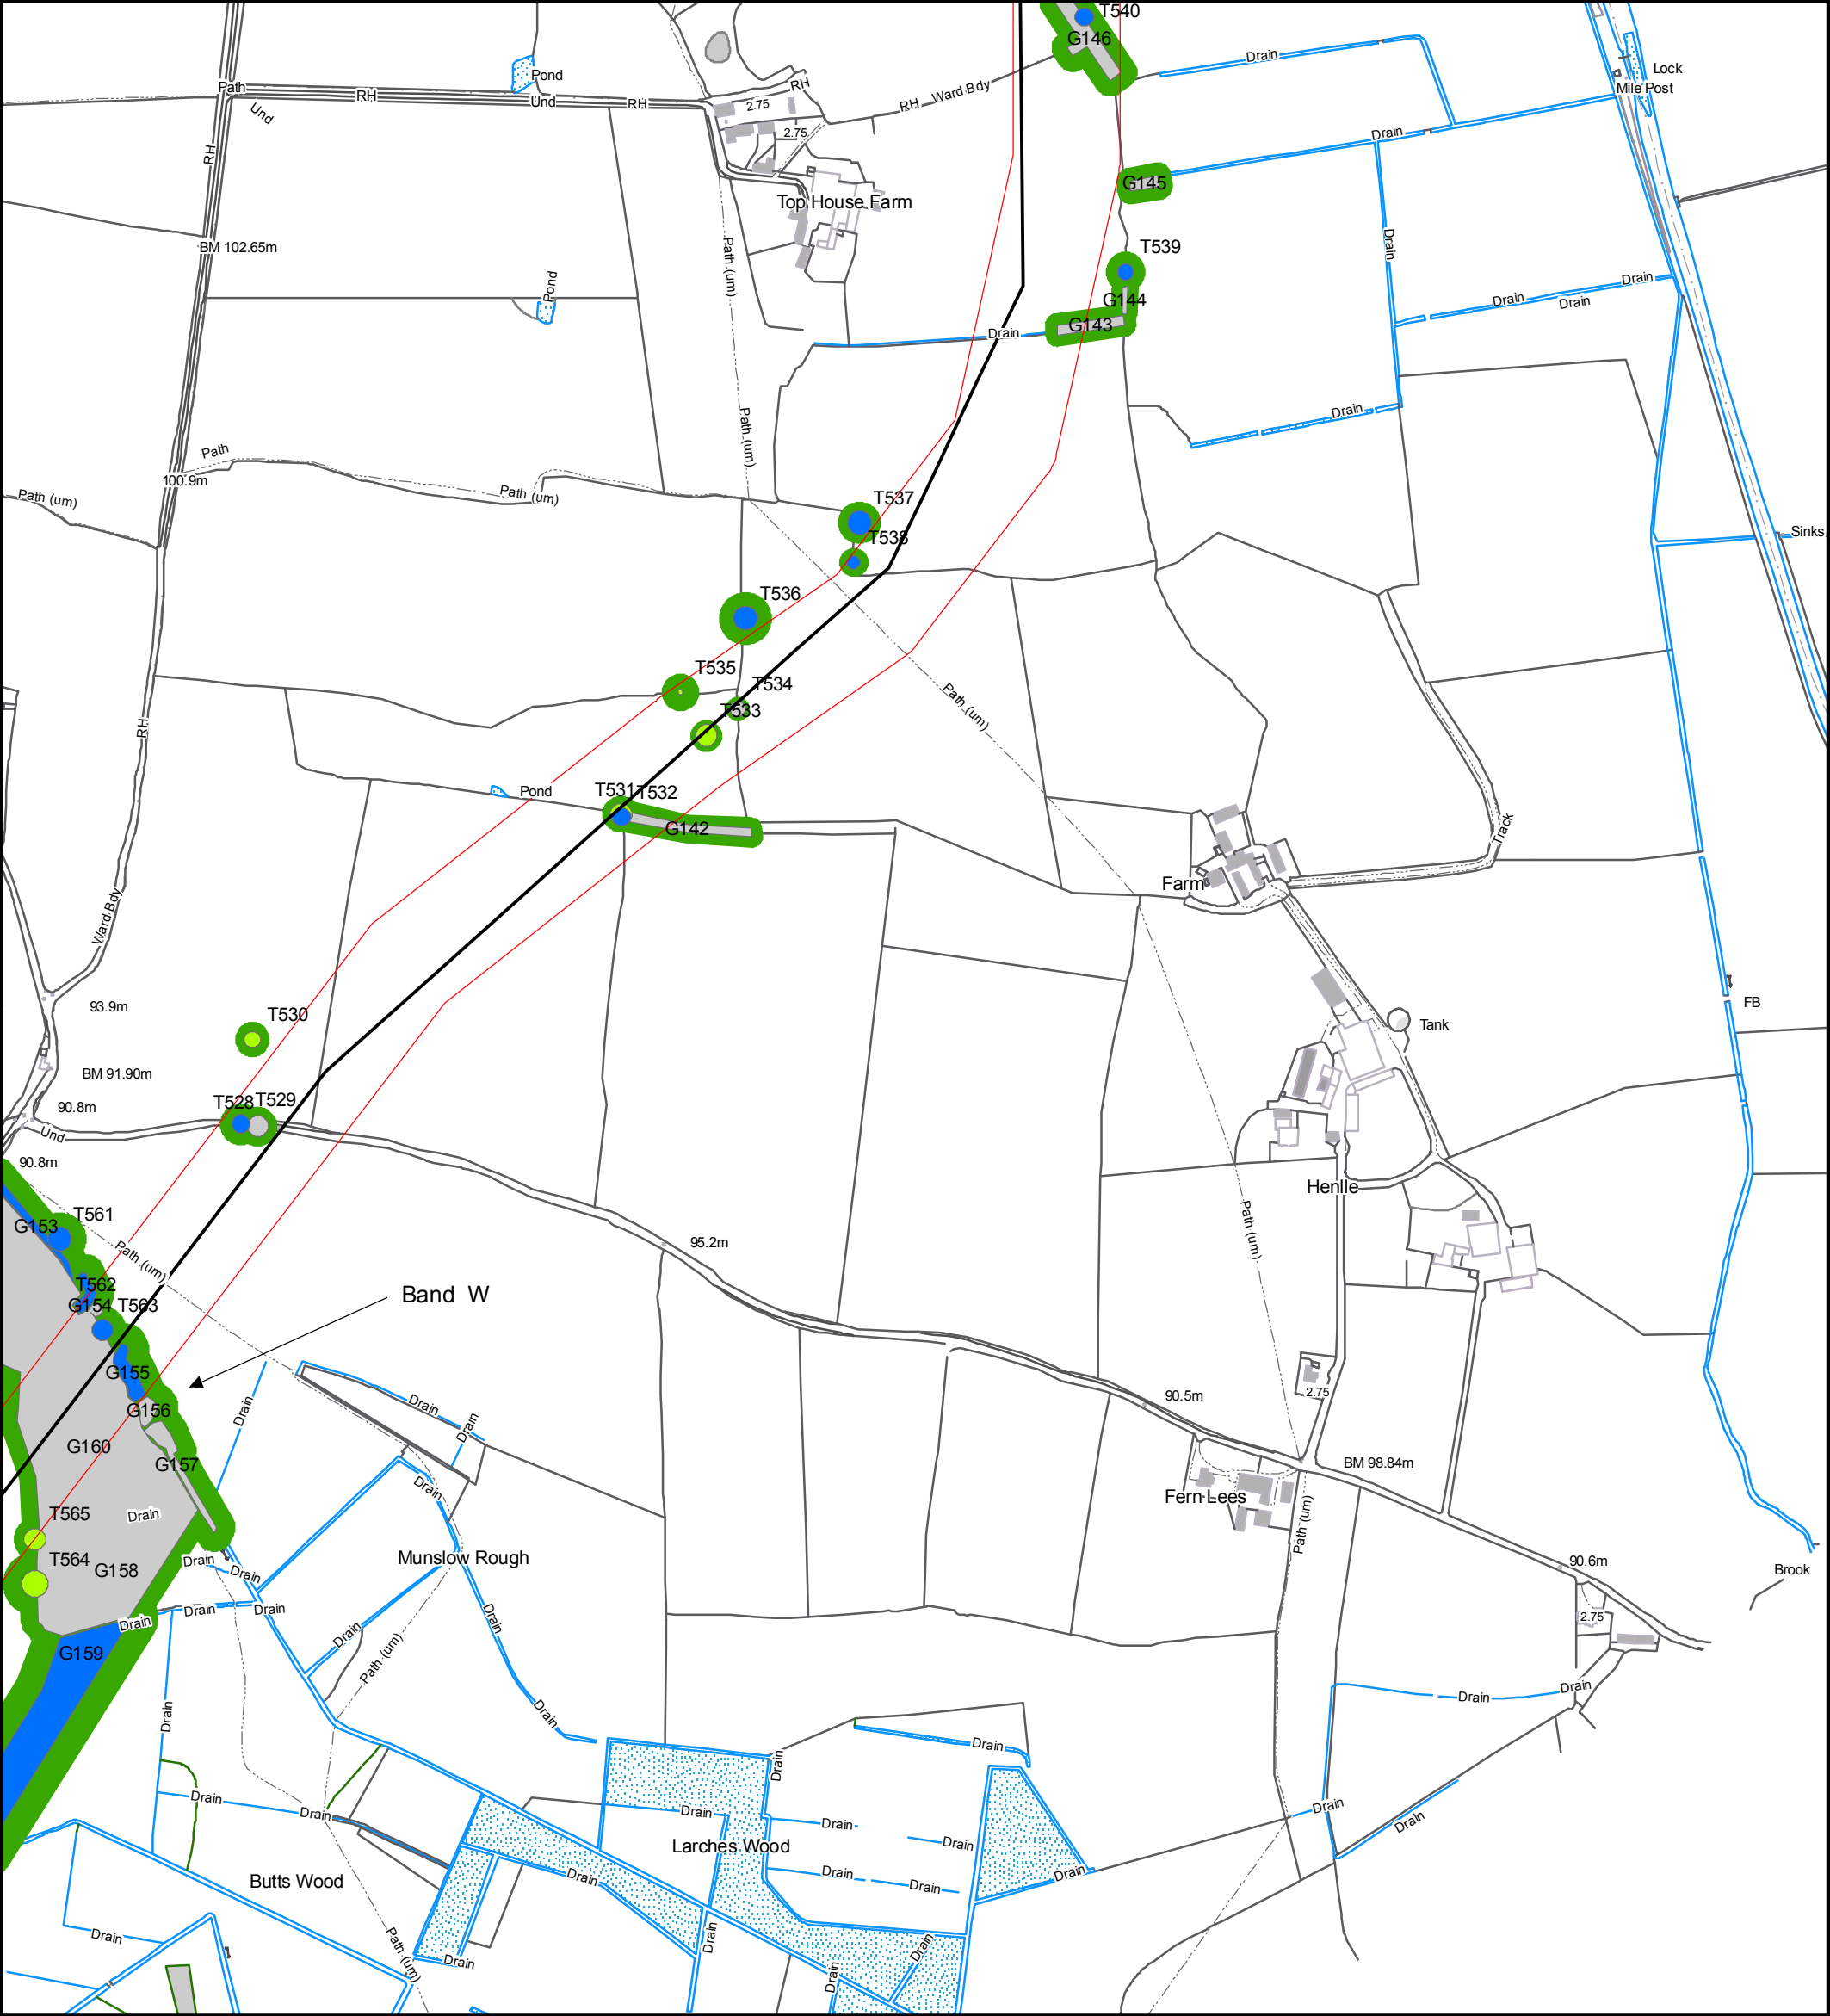 T540
G146
Drain
Lock
Mile Post
Pond
Path
RH
Und
RH
RH
Ward Bdy
2.75
2.75
RH
Und
Drain
RH
G145
Top House Farm
BM 102.65m
Path (um)
T539
Drain
Pond
G144
Drain
Drain
Drain
G143
Drain
Path (um)
Drain
Path
100.9m
Path (um)
Path (um)
T537
T538
Sinks
T536
T535
T534
T533
Path (um)
RH
Pond
T531
T532
G142
Track
Farm
Ward Bdy
93.9m
T530
FB
Tank
BM 91.90m
90.8m
T528
T529
Und
90.8m
Henlle
G153
T561
Path (um)
95.2m
Path (um)
T562
G154
T563
Band W
G155
2.75
90.5m
G156
Drain
Drain
Drain
G160
G157
BM 98.84m
Drain
Fern Lees
T565
Drain
Path (um)
Munslow Rough
T564
G158
Drain
Drain
90.6m
Brook
Drain
Drain
Drain
Drain
2.75
Drain
G159
Path (um)
Drain
Drain
Drain
Drain
Drain
Drain
Drain
Drain
Drain
Drain
Drain
Drain
Drain
Drain
Larches Wood
Drain
Butts Wood
Drain
Drain
Drain
Drain
Drain
Path (um)
Drain
Drain
Drain
Drain